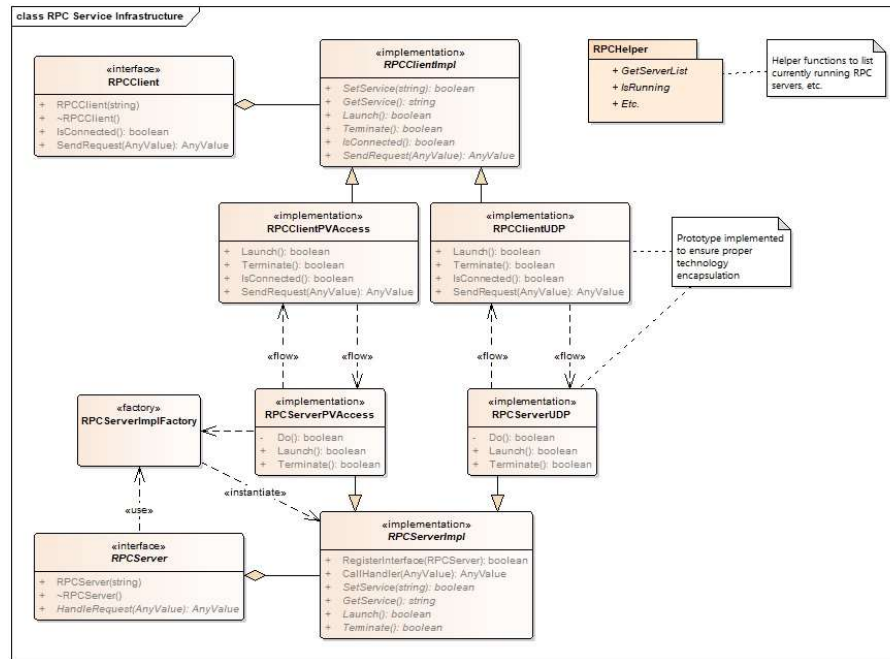 class RPC Service Infrastructure
«interface»
RPCClient
+ RPCClient(string)
+ ~RPCClient()
+ IsConnected(): boolean
+ SendRequest(AnyValue): AnyValue
«implementation»
RPCClientImpl
+ SetService(string): boolean
+ GetService(): string
+ Launch(): boolean
+ Terminate(): boolean
+ IsConnected(): boolean
+ SendRequest(AnyValue): AnyValue
RPCHelper
+ GetServerList
+ IsRunning
+ Etc.
Helper functions to list
currently running RPC
servers, etc.
«implementation»
RPCClientPVAccess
+ Launch(): boolean
+ Terminate(): boolean
+ IsConnected(): boolean
+ SendRequest(AnyValue): AnyValue
«implementation»
RPCClientUDP
+ Launch(): boolean
+ Terminate(): boolean
+ IsConnected(): boolean
+ SendRequest(AnyValue): AnyValue
Prototype implemented
to ensure proper
technology
encapsulation
«flow»
«flow»
«flow»
«flow»
«factory»
RPCServerImplFactory
«implementation»
RPCServerPVAccess
- Do(): boolean
+ Launch(): boolean
+ Terminate(): boolean
«implementation»
RPCServerUDP
- Do(): boolean
+ Launch(): boolean
+ Terminate(): boolean
«instantiate»
«use»
«interface»
RPCServer
+ RPCServer(string)
+ ~RPCServer()
+ HandleRequest(AnyValue): AnyValue
«implementation»
RPCServerImpl
+ RegisterInterface(RPCServer): boolean
+ CallHandler(AnyValue): AnyValue
+ SetService(string): boolean
+ GetService(): string
+ Launch(): boolean
+ Terminate(): boolean